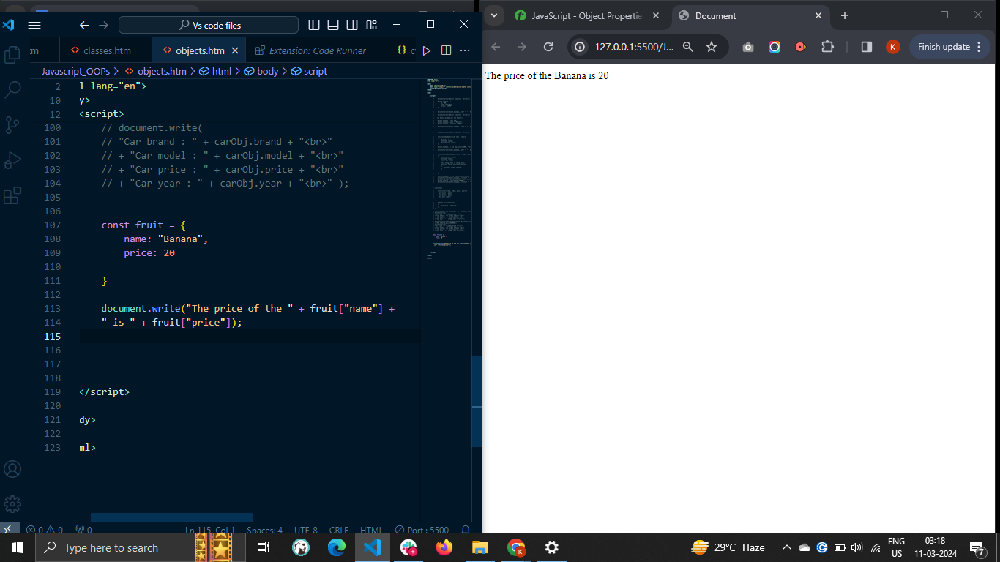 Vs code files
tm
classes.htm
objects.htm
Extension: Code Runner
Javascript_OOPs > objects.htm > html > body > script
2 l lang="en">
10 y>
12 <script>
100 // document.write(
101 // "Car brand : " + carObj.brand + "<br>"
102 // + "Car model : " + carObj.model + "<br>"
103 // + "Car price : " + carObj.price + "<br>"
104 // + "Car year : " + carObj.year + "<br>" );
105
106
107 const fruit = {
108 name: "Banana",
109 price: 20
110
111 }
112
113 document.write("The price of the " + fruit["name"] +
114 " is " + fruit["price"]);
115
116
117
118
119 </script>
120
121 dy>
122
123 ml>
0 0 0 Ln 115, Col 1 Spaces: 4 UTF-8 CRLF HTML Port : 5500
JavaScript - Object Propertie
Document
127.0.0.1:5500/J...
K
Finish update
The price of the Banana is 20
Type here to search
K
29°C Haze
ENG
US
03:18
11-03-2024
7